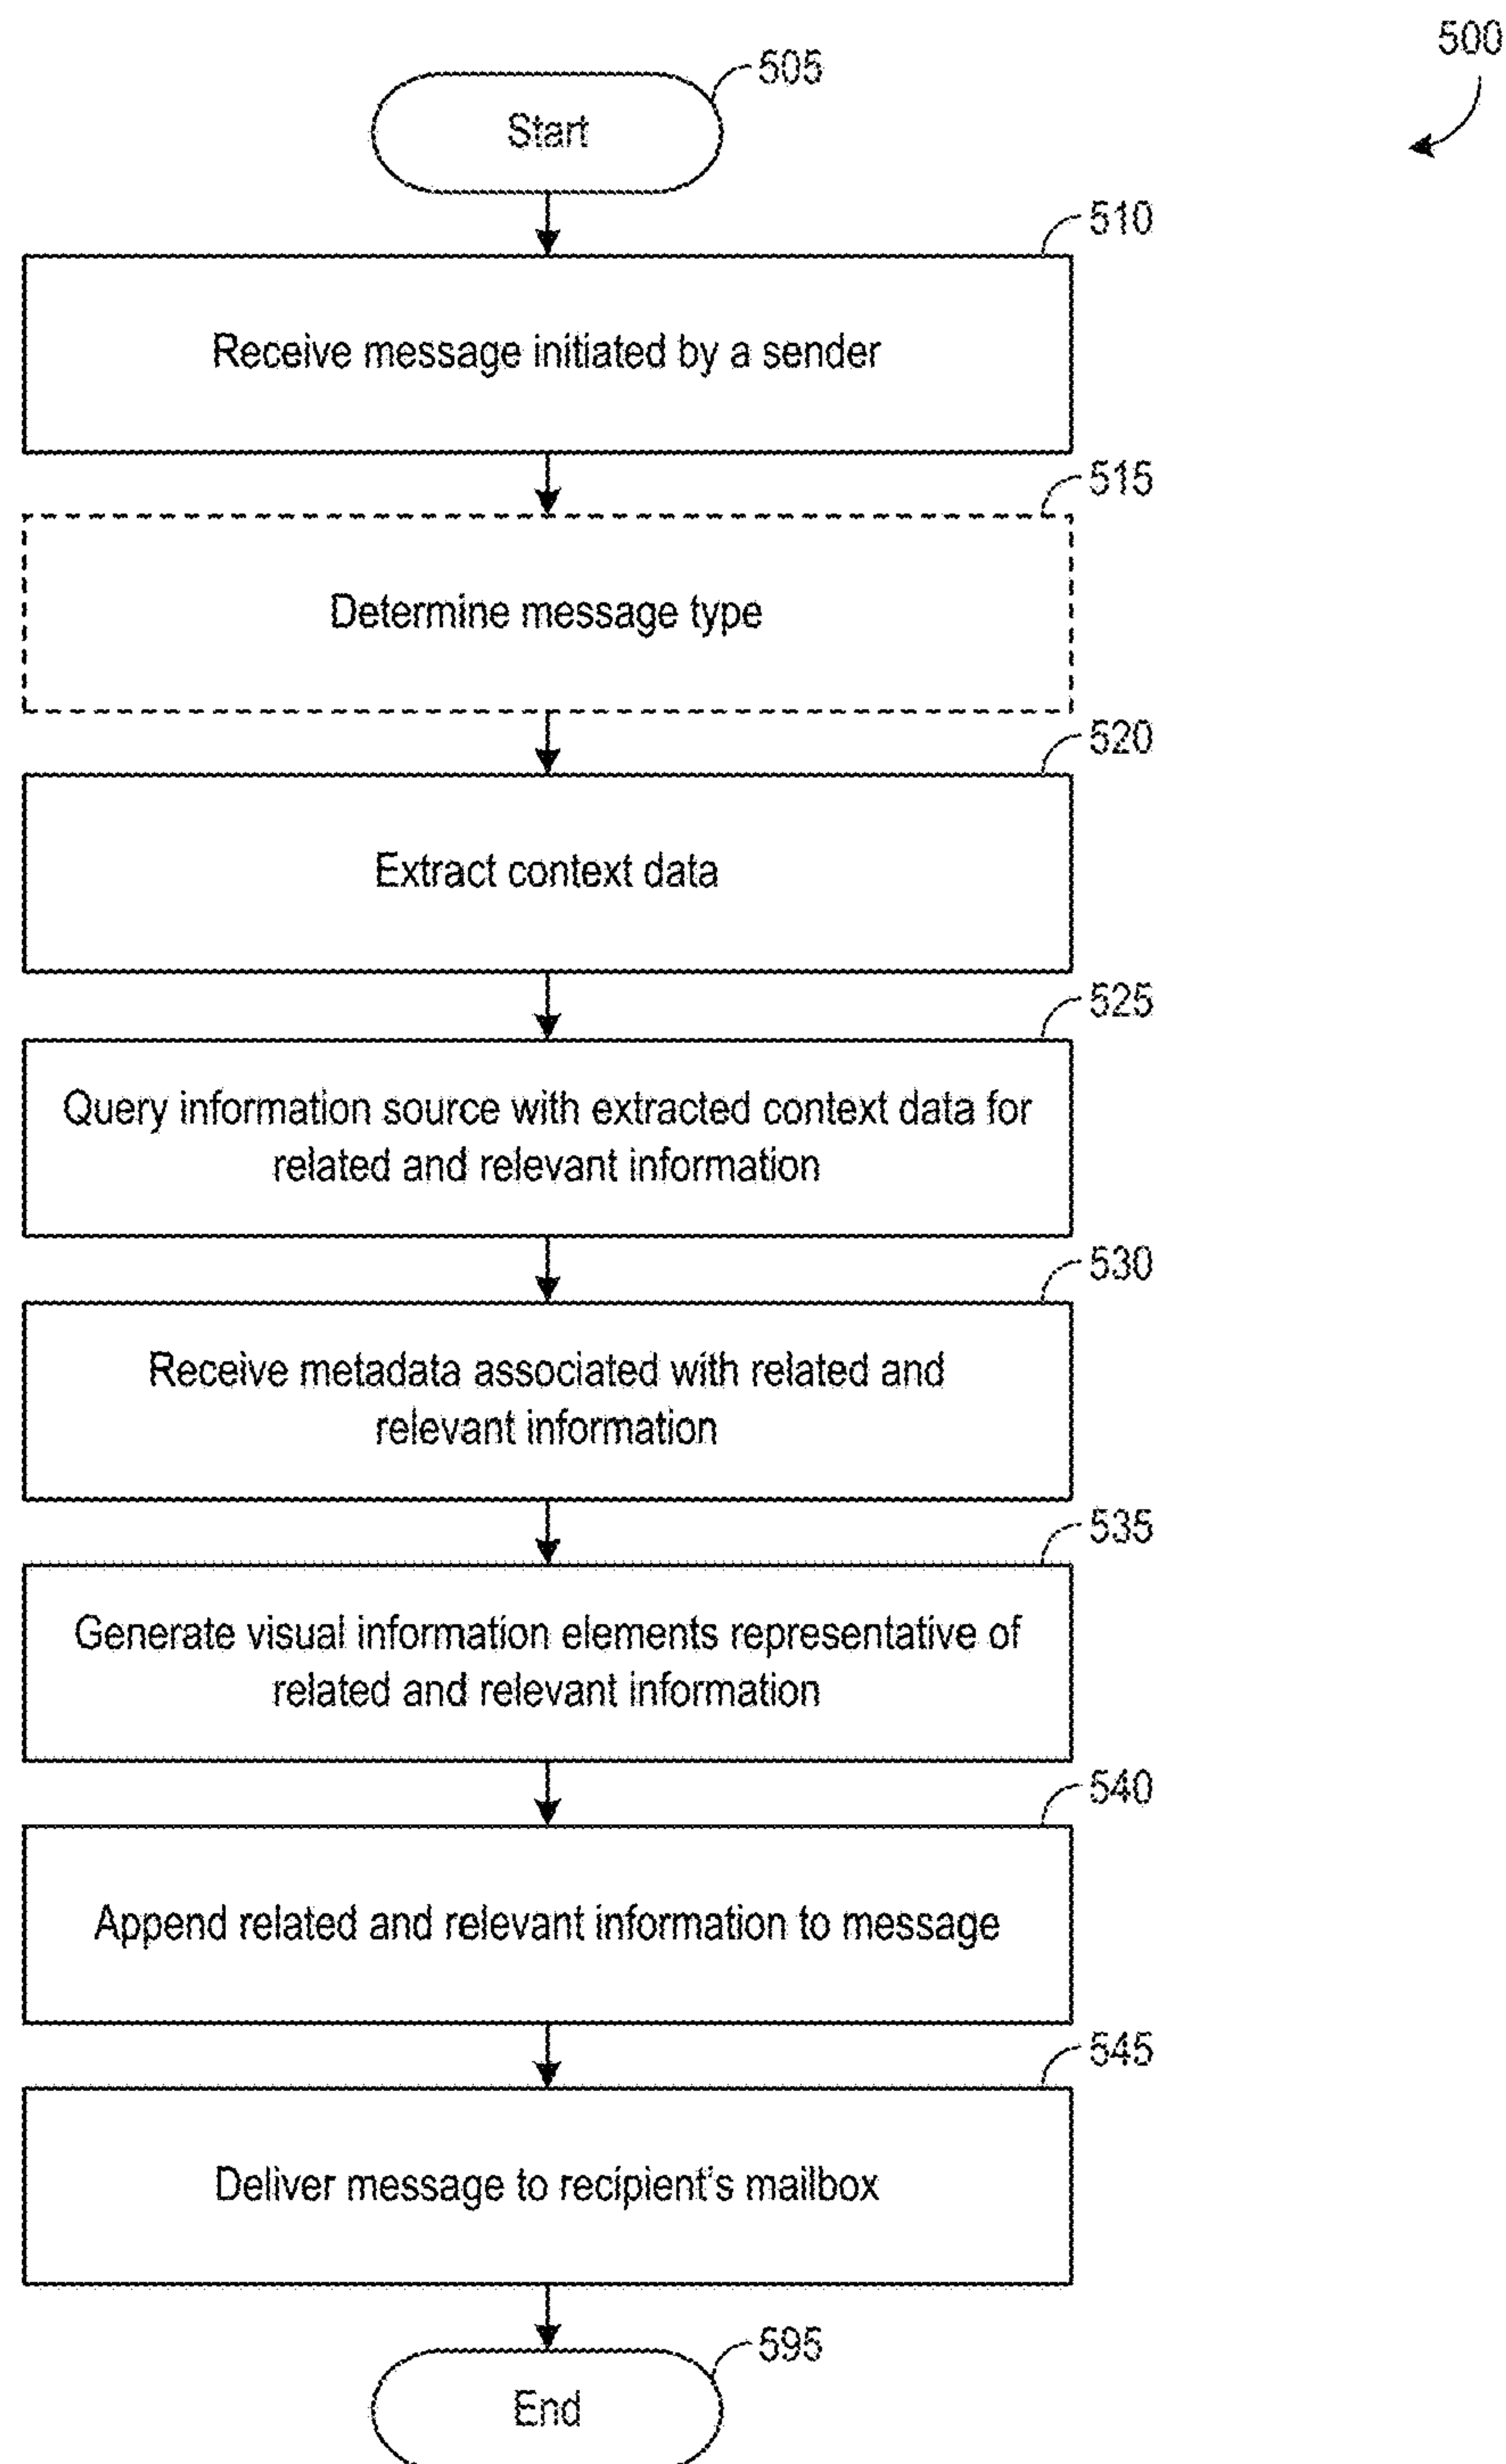 500
505
Start
510
Receive message initiated by a sender
515
Determine message type
520
Extract context data
525
Query information source with extracted context data for
related and relevant information
530
Receive metadata associated with related and
relevant information
535
Generate visual information elements representative of
related and relevant information
540
Append related and relevant information to message
545
Deliver message to recipient's mailbox
595
End